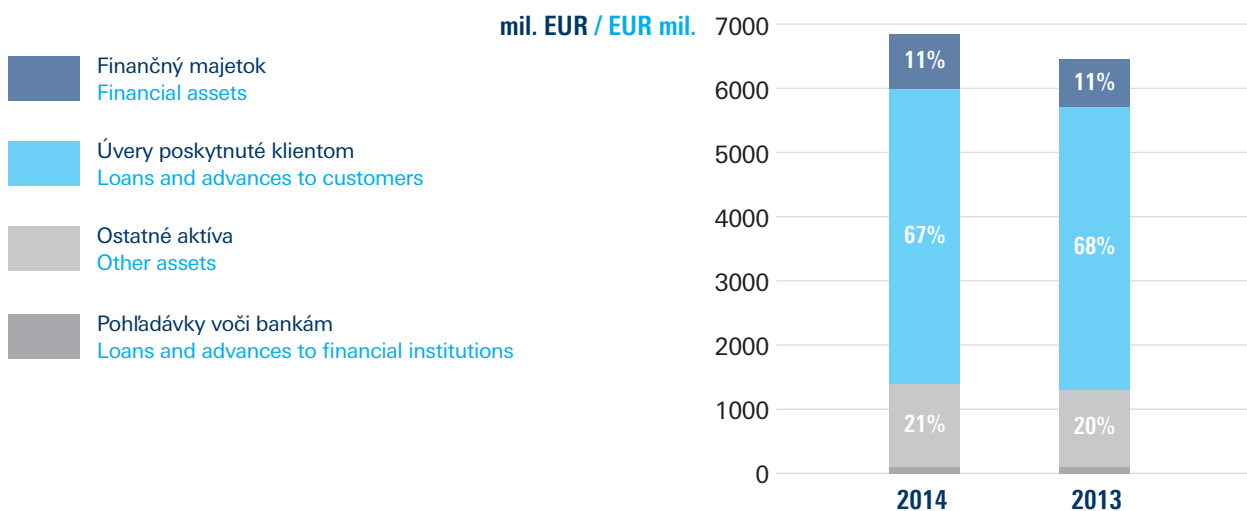 mil. EUR / EUR mil.
Finančný majetok
Financial assets
Úvery poskytnuté klientom
Loans and advances to customers
Ostatné aktíva
Other assets
Pohľadávky voči bankám
Loans and advances to financial institutions
7000
6000
5000
4000
3000
2000
1000
0
11%
67%
21%
11%
68%
20%
2014
2013